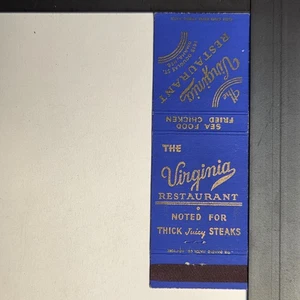 The
Virginia
RESTAURANT
SEA FOOD
FRIED CHICKEN
THE
Virginia
RESTAURANT
NOTED FOR
THICK Juicy STEAKS